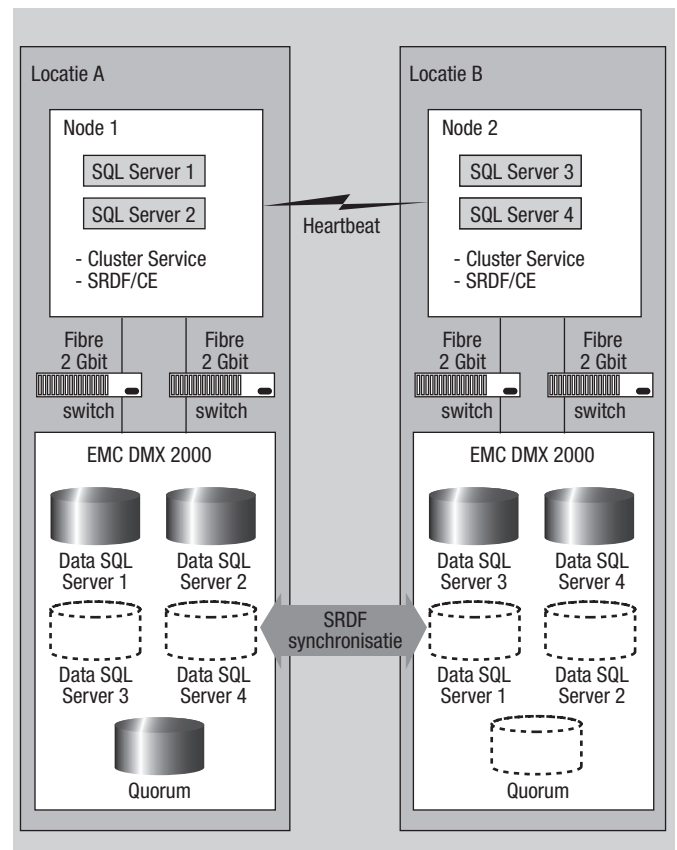 Locatie A
Node 1
SQL Server 1
SQL Server 2
- Cluster Service
- SRDF/CE
Heartbeat
Locatie B
Node 2
SQL Server 3
SQL Server 4
- Cluster Service
- SRDF/CE
Fibre
2 Gbit
switch
Fibre
2 Gbit
switch
Fibre
2 Gbit
switch
Fibre
2 Gbit
switch
EMC DMX 2000
Data SQL
Server 1
Data SQL
Server 2
Data SQL
Server 3
Data SQL
Server 4
Quorum
SRDF
synchronisatie
EMC DMX 2000
Data SQL
Server 3
Data SQL
Server 4
Data SQL
Server 1
Data SQL
Server 2
Quorum